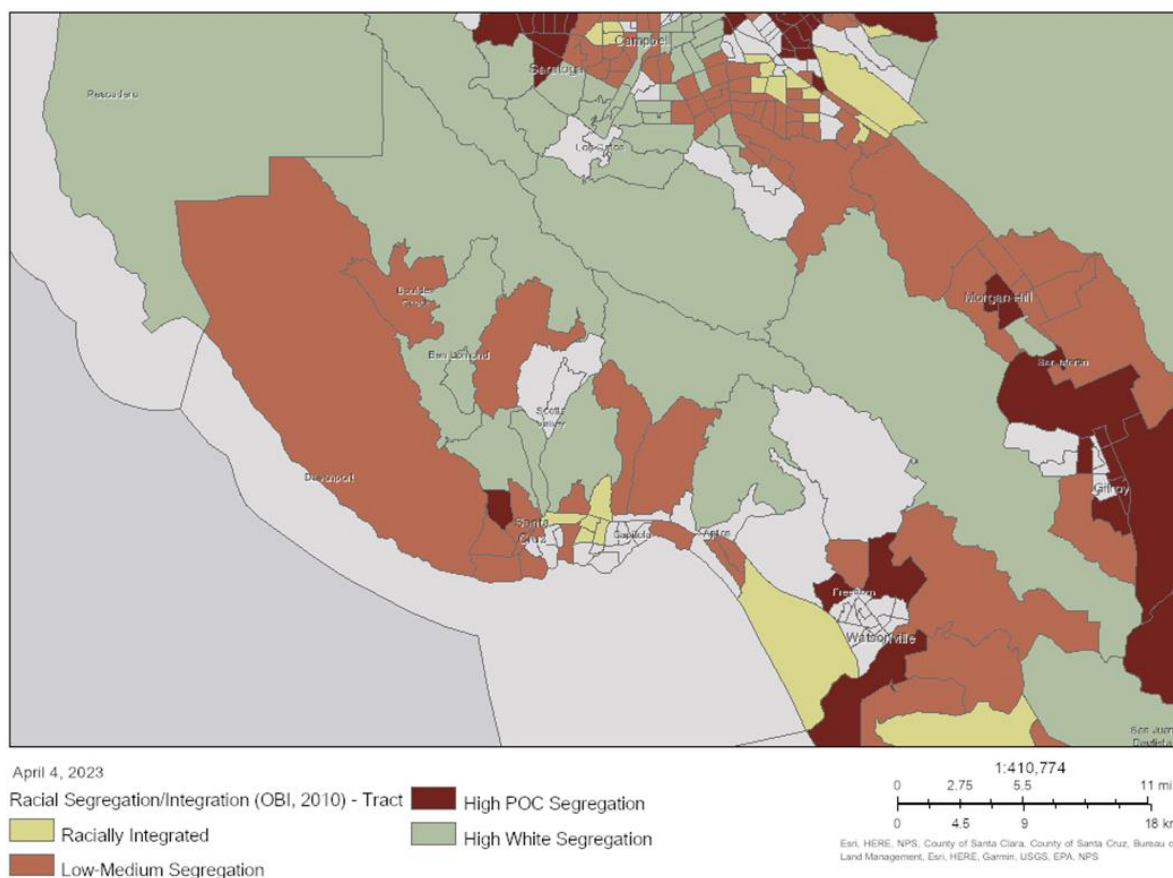 Campbell
Saratoga
Pescadero
Los Gatos
Boulder
Creek
Morgan Hill
Ben Lomond
San Martin
Scotts
Valley
Davenport
Gilroy
Santa
Cruz
Capitola
Aptos
Freedom
Watsonville
San Juan
Bautista
April 4, 2023
1:410,774
Racial Segregation/Integration (OBI, 2010) - Tract
High POC Segregation
0 2.75 5.5 11 mi
Racially Integrated
High White Segregation
0 4.5 9 18 km
Low-Medium Segregation
Esri, HERE, NPS, County of Santa Clara, County of Santa Cruz, Bureau o
Land Management, Esri, HERE, Garmin, USGS, EPA, NPS